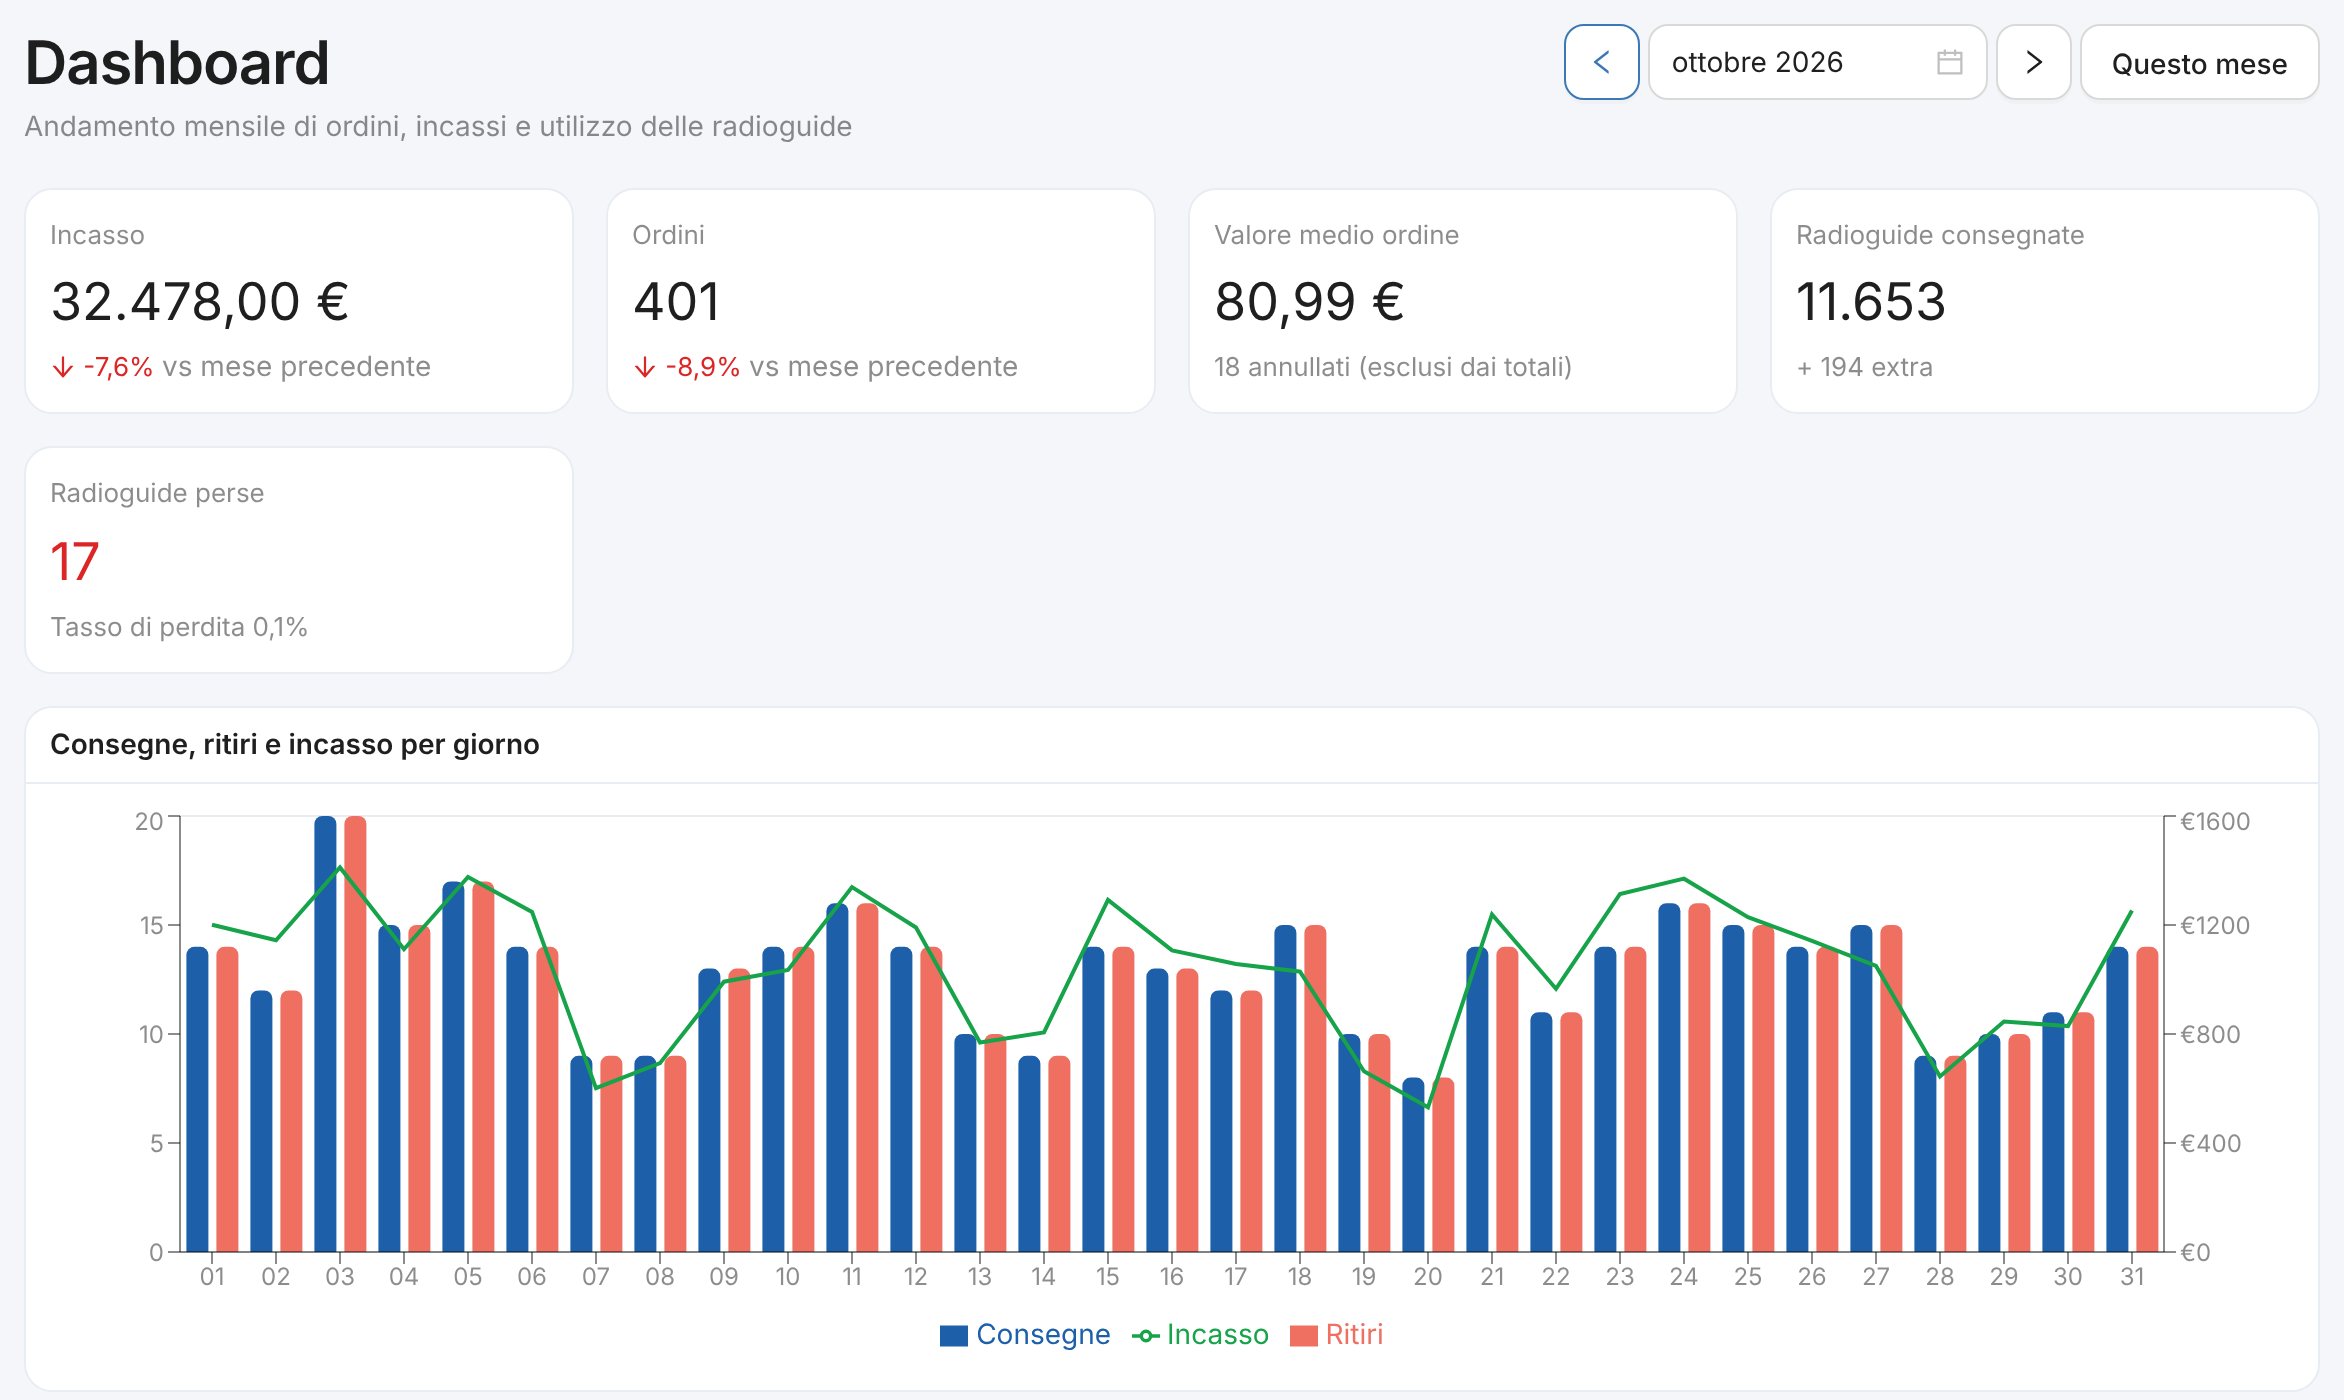 Dashboard
ottobre 2026
Questo mese
Andamento mensile di ordini, incassi e utilizzo delle radioguide
Incasso
32.478,00 €
↓ -7,6% vs mese precedente
Ordini
401
↓ -8,9% vs mese precedente
Valore medio ordine
80,99 €
18 annullati (esclusi dai totali)
Radioguide consegnate
11.653
+ 194 extra
Radioguide perse
17
Tasso di perdita 0,1%
Consegne, ritiri e incasso per giorno
20
15
10
5
0
€1600
€1200
€800
€400
€0
01 02 03 04 05 06 07 08 09 10 11 12 13 14 15 16 17 18 19 20 21 22 23 24 25 26 27 28 29 30 31
Consegne Incasso Ritiri